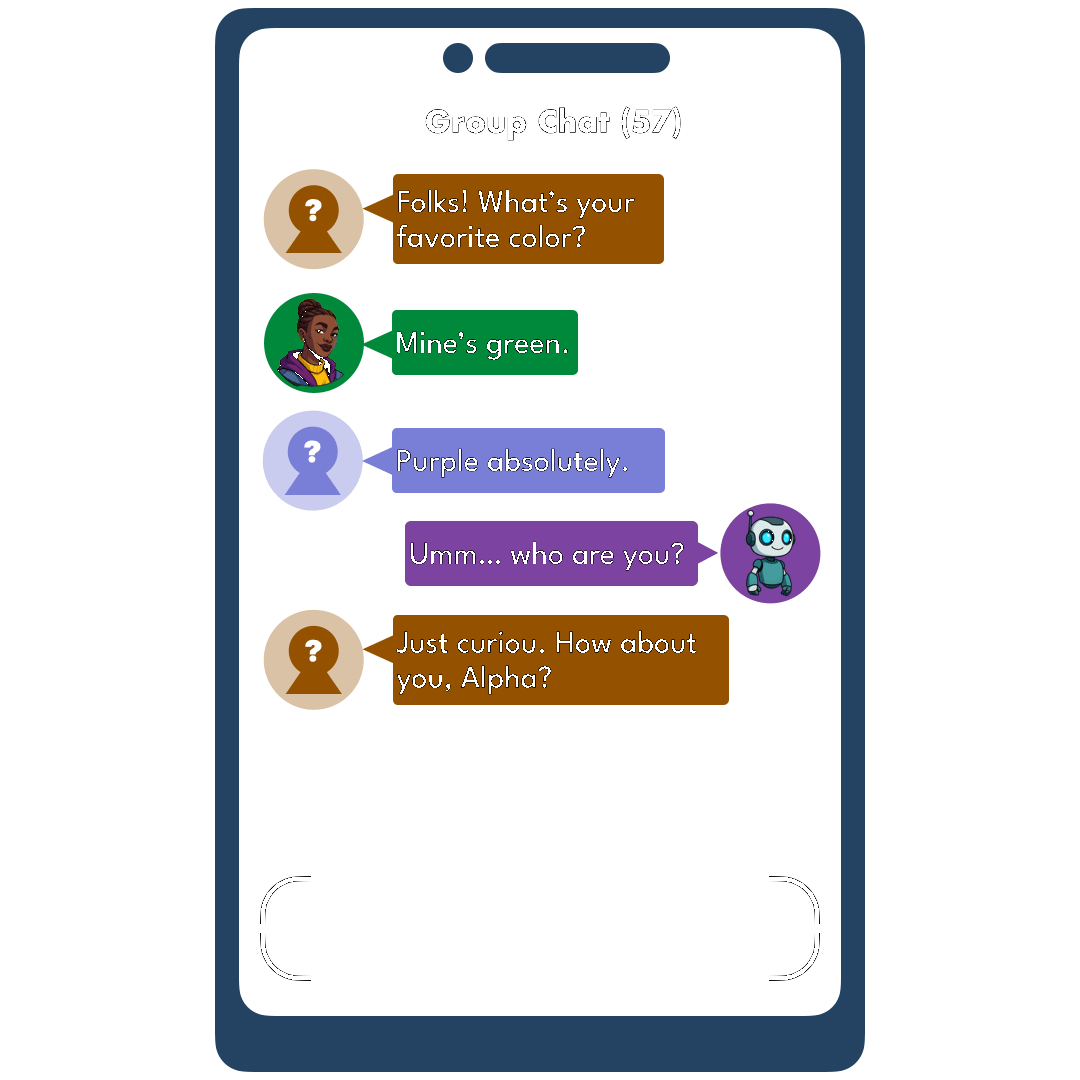 Group Chat (57)
?
Folks! What's your
favorite color?
Mine's green.
?
Purple absolutely.
Umm... who are you?
?
Just curiou. How about
you, Alpha?